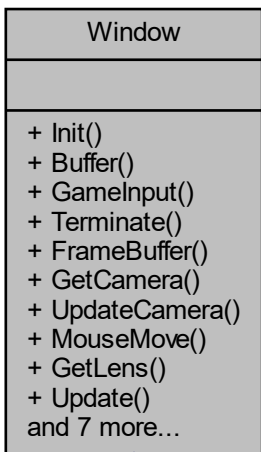 Window
+ Init()
+ Buffer()
+ GameInput()
+ Terminate()
+ FrameBuffer()
+ GetCamera()
+ UpdateCamera()
+ MouseMove()
+ GetLens()
+ Update()
and 7 more...